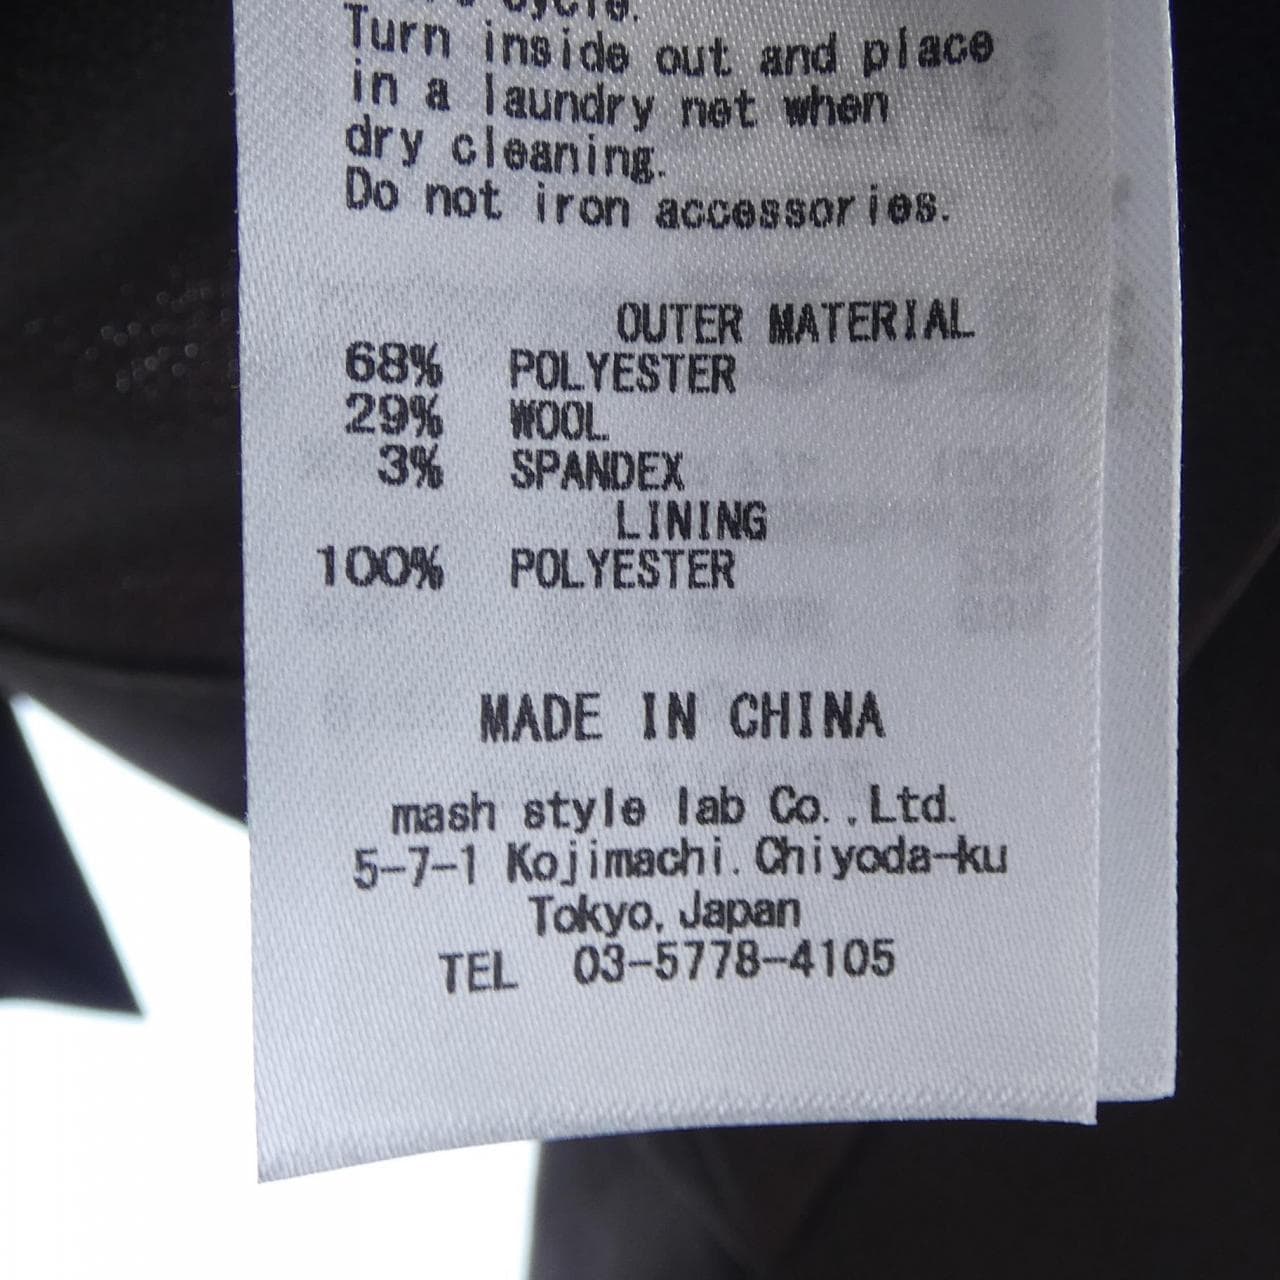 cycle.
Turn inside out and place
in a laundry net when
dry cleaning.
Do not iron accessories.
OUTER MATERIAL
68% POLYESTER
29% WOOL
3% SPANDEX
LINING
100% POLYESTER
MADE IN CHINA
mash style lab Co.,Ltd.
5-7-1 Kojimachi.Chiyoda-ku
Tokyo,Japan
TEL 03-5778-4105